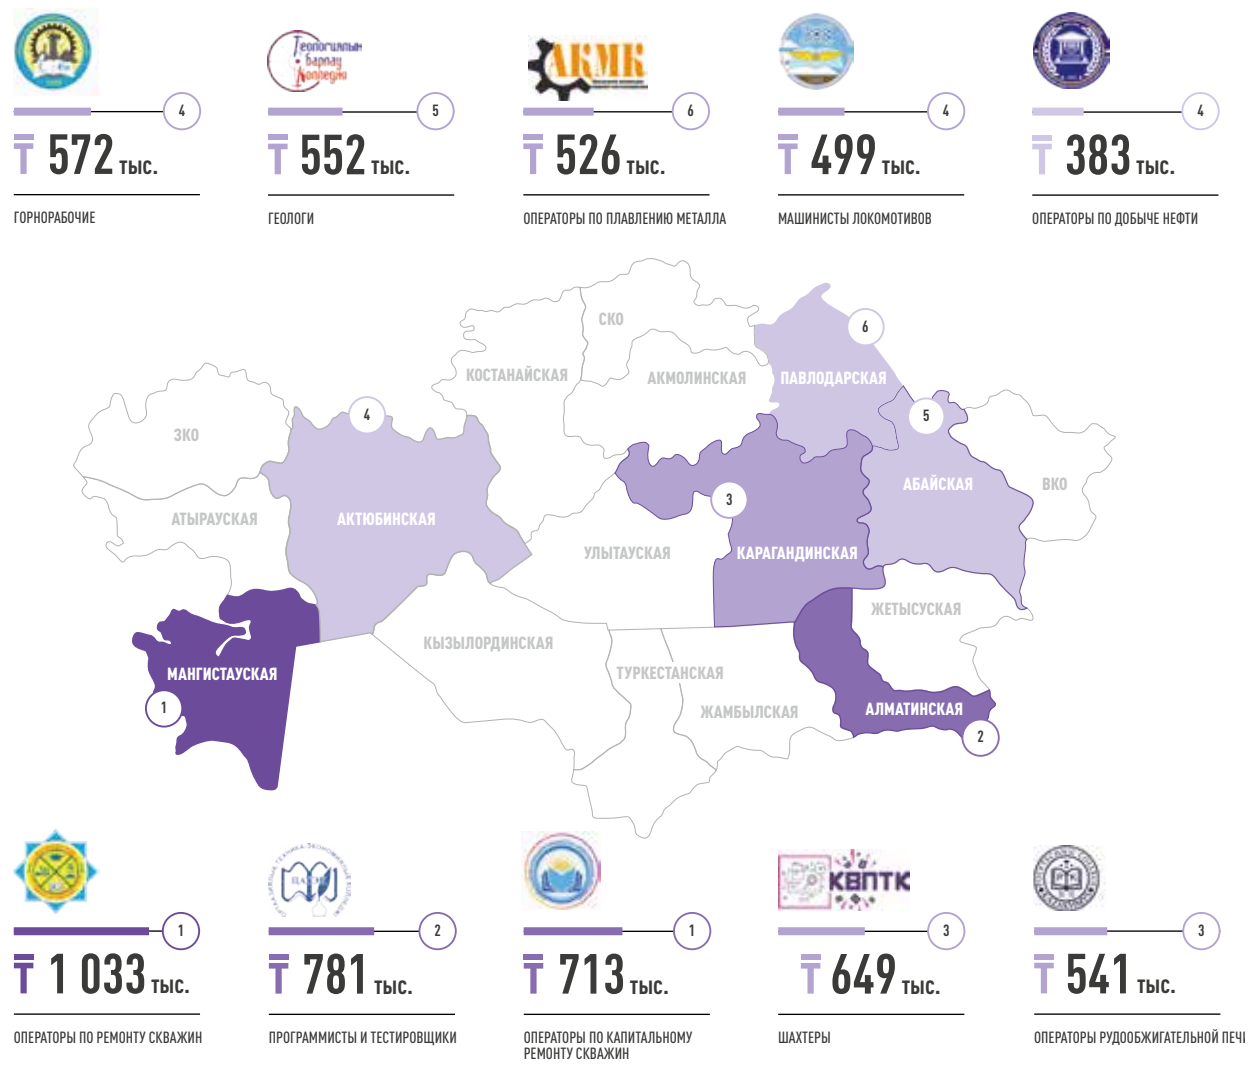 Геологиялық
барлау
колледжі
АКМК
4
5
6
4
4
₸ 572 ТЫС.
₸ 552 ТЫС.
₸ 526 ТЫС.
₸ 499 ТЫС.
₸ 383 ТЫС.
ГОРНОРАБОЧИЕ
ГЕОЛОГИ
ОПЕРАТОРЫ ПО ПЛАВЛЕНИЮ МЕТАЛЛА
МАШИНИСТЫ ЛОКОМОТИВОВ
ОПЕРАТОРЫ ПО ДОБЫЧЕ НЕФТИ
СКО
6
КОСТАНАЙСКАЯ
АКМОЛИНСКАЯ
ПАВЛОДАРСКАЯ
4
5
ЗКО
АБАЙСКАЯ
ВКО
3
АТЫРАУСКАЯ
АКТЮБИНСКАЯ
УЛЫТАУСКАЯ
КАРАГАНДИНСКАЯ
ЖЕТЫСУСКАЯ
КЫЗЫЛОРДИНСКАЯ
МАНГИСТАУСКАЯ
ТУРКЕСТАНСКАЯ
1
ЖАМБЫЛСКАЯ
АЛМАТИНСКАЯ
2
КВПТК
1
2
1
3
3
₸ 1 033 ТЫС.
₸ 781 ТЫС.
₸ 713 ТЫС.
₸ 649 ТЫС.
₸ 541 ТЫС.
ОПЕРАТОРЫ ПО РЕМОНТУ СКВАЖИН
ПРОГРАММИСТЫ И ТЕСТИРОВЩИКИ
ОПЕРАТОРЫ ПО КАПИТАЛЬНОМУ
РЕМОНТУ СКВАЖИН
ШАХТЕРЫ
ОПЕРАТОРЫ РУДООБЖИГАТЕЛЬНОЙ ПЕЧИ